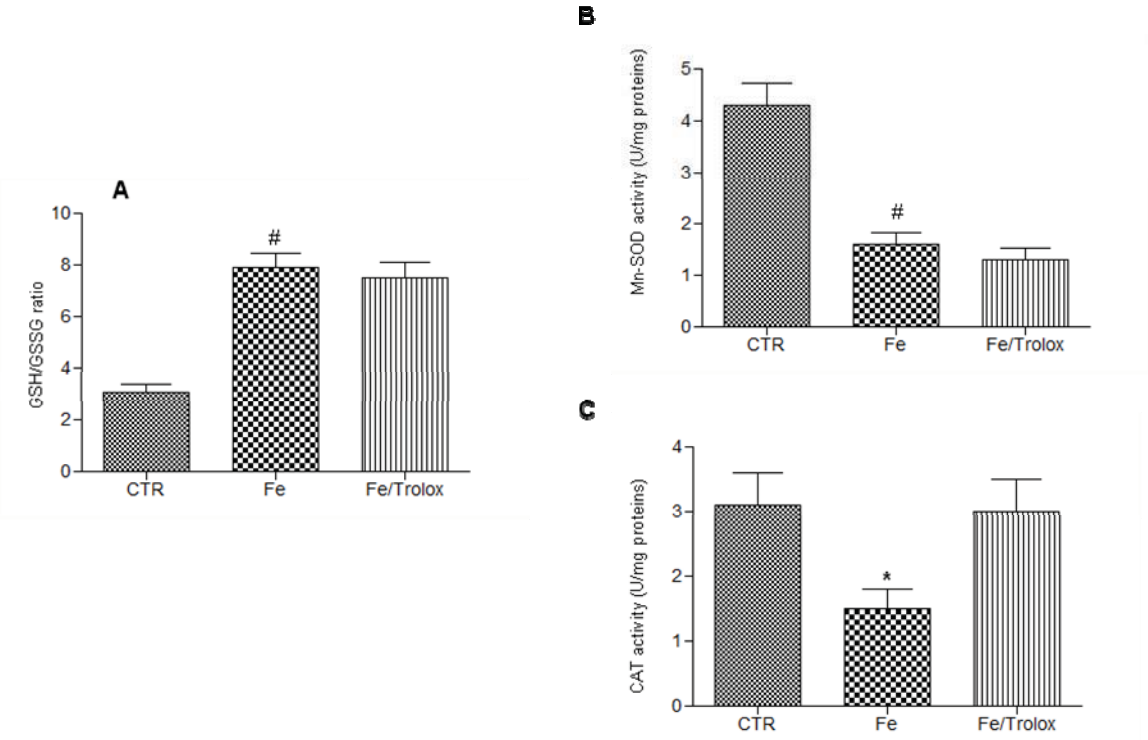 A
GSH/GSSG ratio
10
8
6
4
2
0
#
CTR
Fe
Fe/Trolox
B
Mn-SOD activity (U/mg proteins)
5
4
3
2
1
0
#
CTR
Fe
Fe/Trolox
C
CAT activity (U/mg proteins)
4
3
2
1
0
*
CTR
Fe
Fe/Trolox